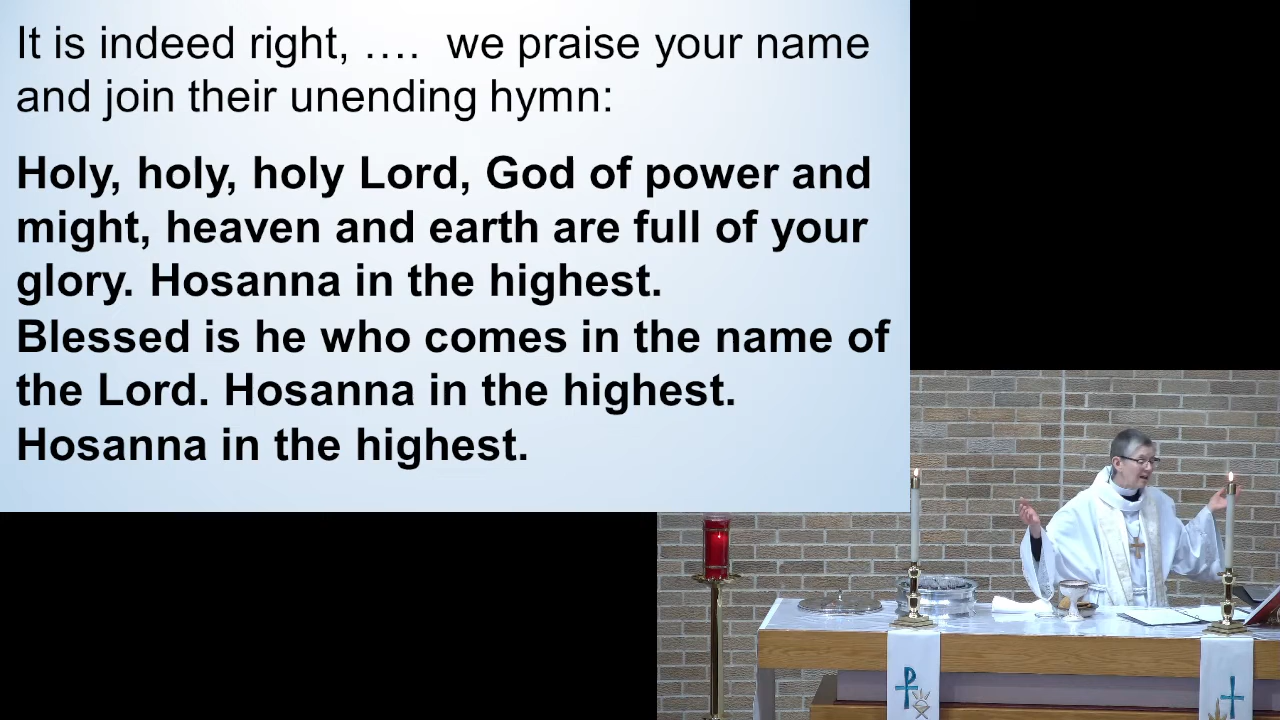 It is indeed right, .... we praise your name
and join their unending hymn:
Holy, holy, holy Lord, God of power and
might, heaven and earth are full of your
glory. Hosanna in the highest.
Blessed is he who comes in the name of
the Lord. Hosanna in the highest.
Hosanna in the highest.